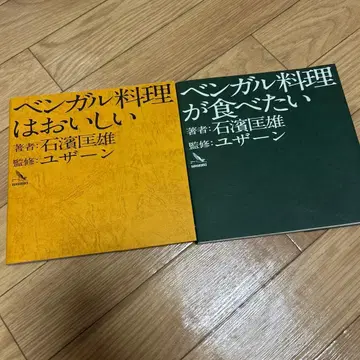 ベンガル料理
はおいしい
著者:石濱匡雄
監修:ユザーン
ベンガル料理
が食べたい
著者:石濱匡雄
監修:ユザーン